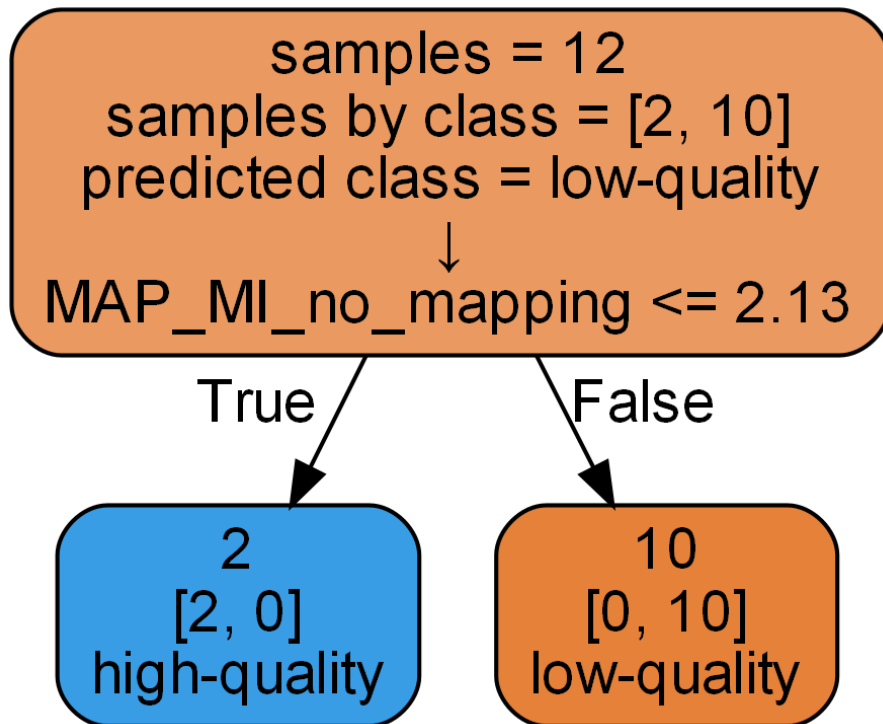 samples = 12
samples by class = [2, 10]
predicted class = low-quality
↓
MAP_MI_no_mapping <= 2.13
True
False
2
[2, 0]
high-quality
10
[0, 10]
low-quality